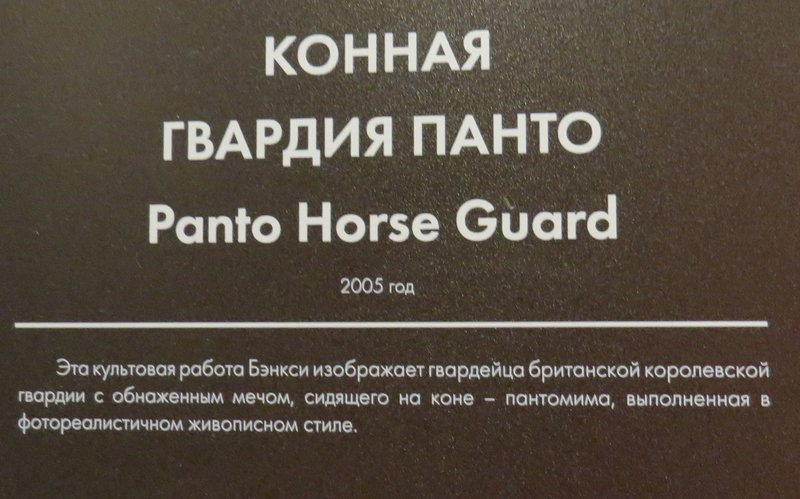 КОННАЯ
ГВАРДИЯ ПАНТО
Panto Horse Guard
2005 год
Эта культовая работа Бэнкси изображает гвардейца британской королевской
гвардии с обнаженным мечом, сидящего на коне – пантомима, выполненная в
фотореалистичном живописном стиле.